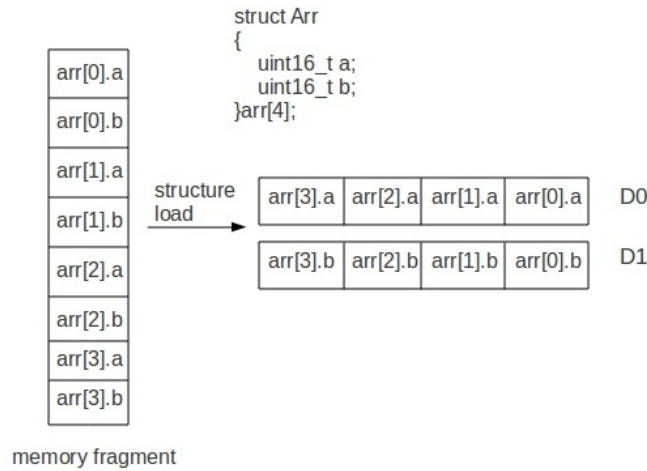 struct Arr
{
uint16_t a;
uint16_t b;
}arr[4];
arr[0].a
arr[0].b
arr[1].a
arr[1].b
arr[2].a
arr[2].b
arr[3].a
arr[3].b
memory fragment
structure
load
arr[3].a arr[2].a arr[1].a arr[0].a D0
arr[3].b arr[2].b arr[1].b arr[0].b D1